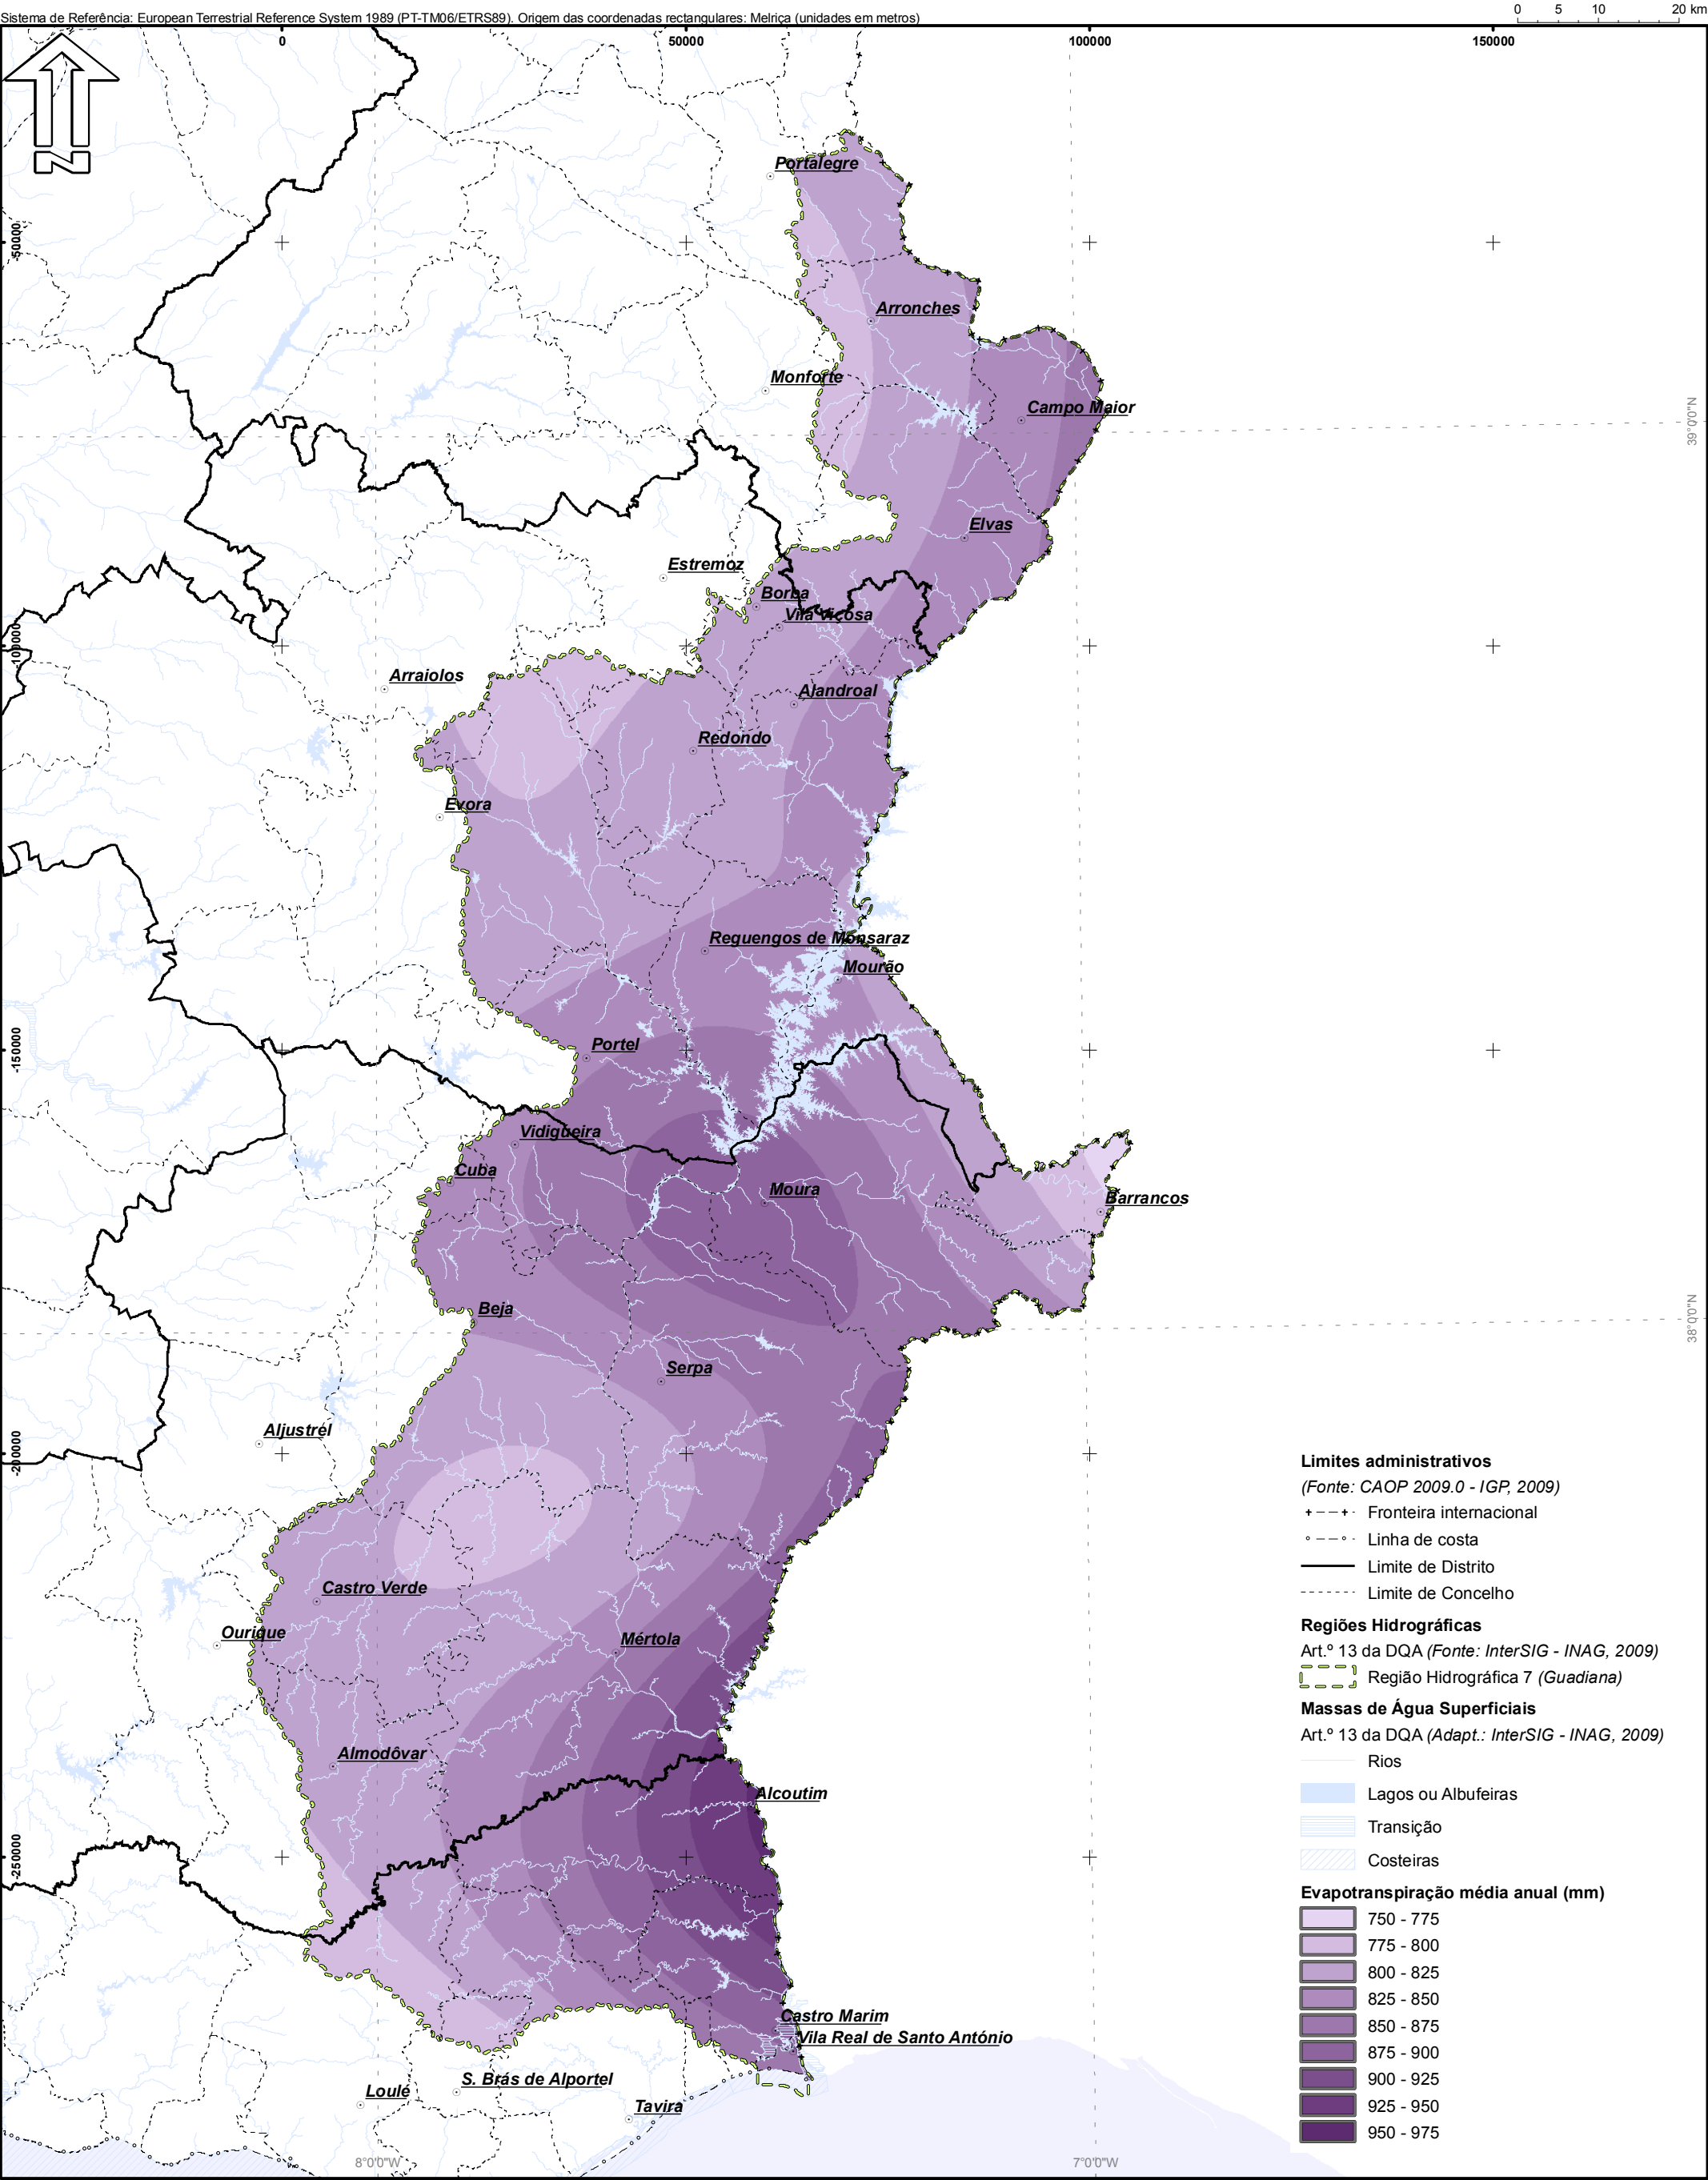 Sistema de Referência: European Terrestrial Reference System 1989 (PT-TM06/ETRS89). Origem das coordenadas rectangulares: Melriça (unidades em metros)
0 5 10 20 km
0 50000 100000 150000
N
Portalegre
-50000
Arronches
Monforte
Campo Maior
39°0'0"N
Elvas
Estremoz
Borba
Vila Viçosa
-100000
Arraiolos
Alandroal
Redondo
Evora
Reguengos de Monsaraz
Mourão
Portel
-150000
Vidigueira
Cuba
Moura
Barrancos
Beja
38°0'0"N
Serpa
Aljustrel
-200000
Castro Verde
Ourique
Mértola
Almodôvar
Alcoutim
-250000
Castro Marim
Vila Real de Santo António
S. Brás de Alportel
Loulé
Tavira
8°0'0"W
7°0'0"W
Limites administrativos
(Fonte: CAOP 2009.0 - IGP, 2009)
Fronteira internacional
Linha de costa
Limite de Distrito
Limite de Concelho
Regiões Hidrográficas
Art.º 13 da DQA (Fonte: InterSIG - INAG, 2009)
Região Hidrográfica 7 (Guadiana)
Massas de Água Superficiais
Art.º 13 da DQA (Adapt.: InterSIG - INAG, 2009)
Rios
Lagos ou Albufeiras
Transição
Costeiras
Evapotranspiração média anual (mm)
750 - 775
775 - 800
800 - 825
825 - 850
850 - 875
875 - 900
900 - 925
925 - 950
950 - 975